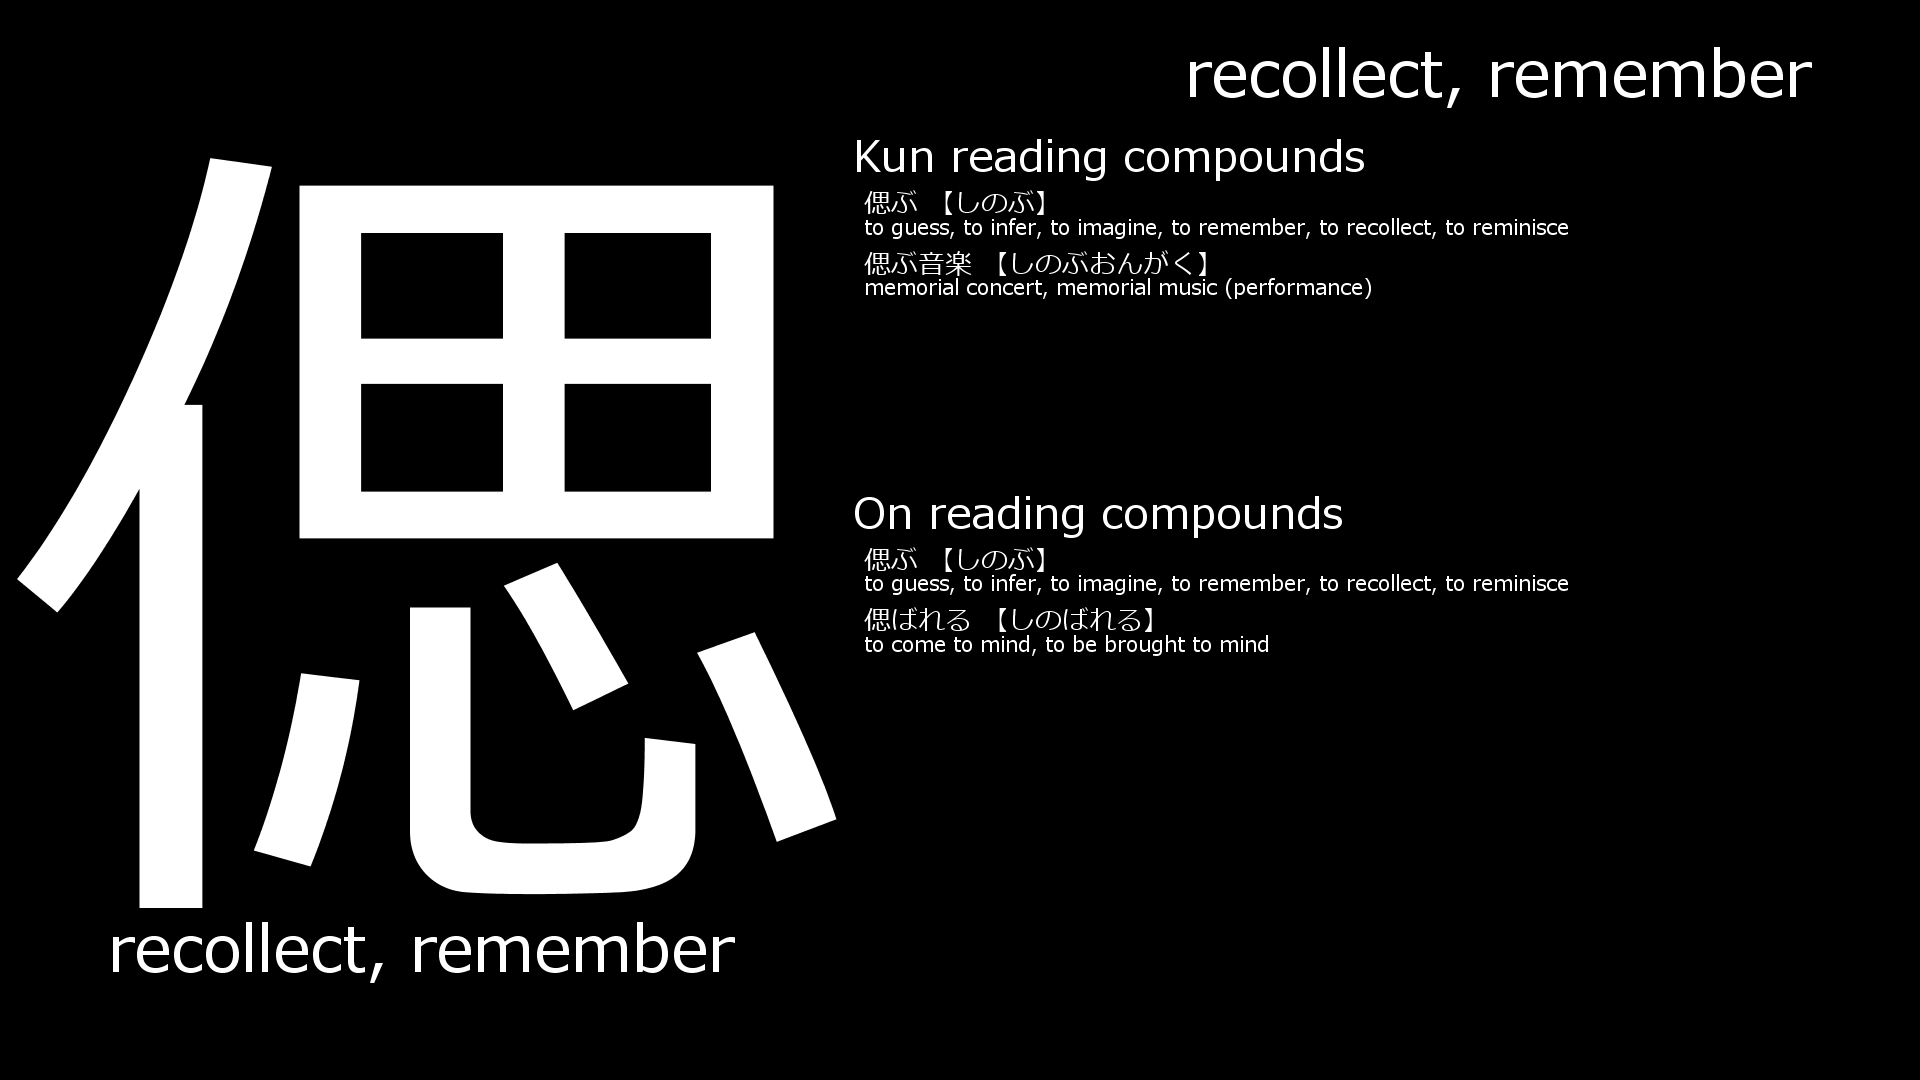 偲
recollect, remember
recollect, remember
Kun reading compounds
偲ぶ 【しのぶ】
to guess, to infer, to imagine, to remember, to recollect, to reminisce
偲ぶ音楽 【しのぶおんがく】
memorial concert, memorial music (performance)
On reading compounds
偲ぶ 【しのぶ】
to guess, to infer, to imagine, to remember, to recollect, to reminisce
偲ばれる 【しのばれる】
to come to mind, to be brought to mind